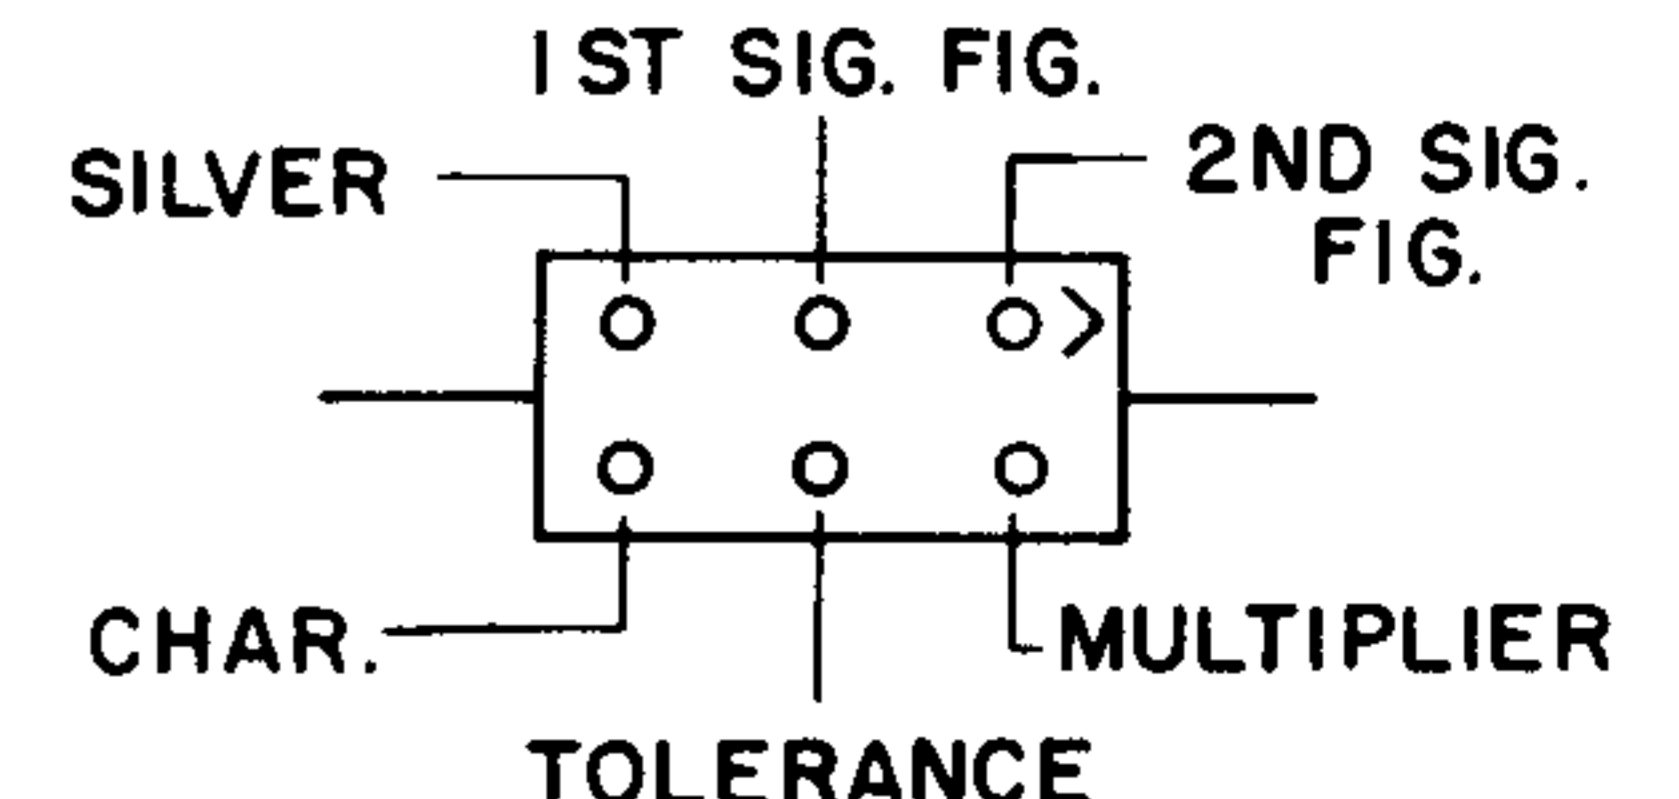 1ST SIG. FIG.
SILVER
2ND SIG.
FIG.
CHAR.
MULTIPLIER
TOLERANCE